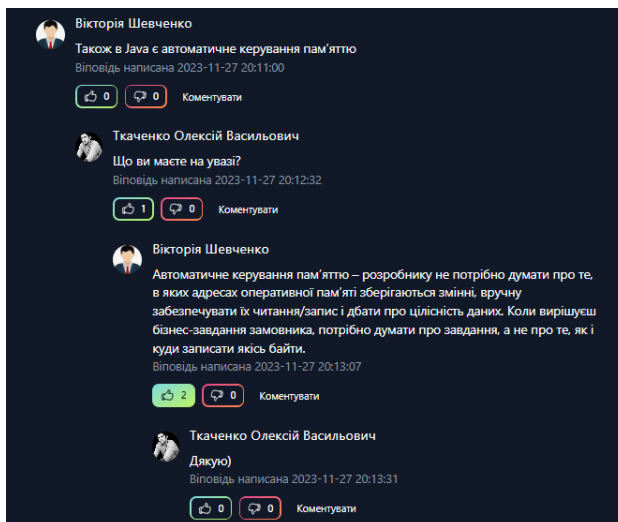 Вікторія Шевченко
Також в Java є автоматичне керування пам'яттю
Віповідь написана 2023-11-27 20:11:00
0 0 Коментувати
Ткаченко Олексій Васильович
Що ви маєте на увазі?
Віповідь написана 2023-11-27 20:12:32
1 0 Коментувати
Вікторія Шевченко
Автоматичне керування пам'яттю – розробнику не потрібно думати про те,
в яких адресах оперативної пам'яті зберігаються змінні, вручну
забезпечувати їх читання/запис і дбати про цілісність даних. Коли вирішуєш
бізнес-завдання замовника, потрібно думати про завдання, а не про те, як і
куди записати якісь байти.
Віповідь написана 2023-11-27 20:13:07
2 0 Коментувати
Ткаченко Олексій Васильович
Дякую)
Віповідь написана 2023-11-27 20:13:31
0 0 Коментувати